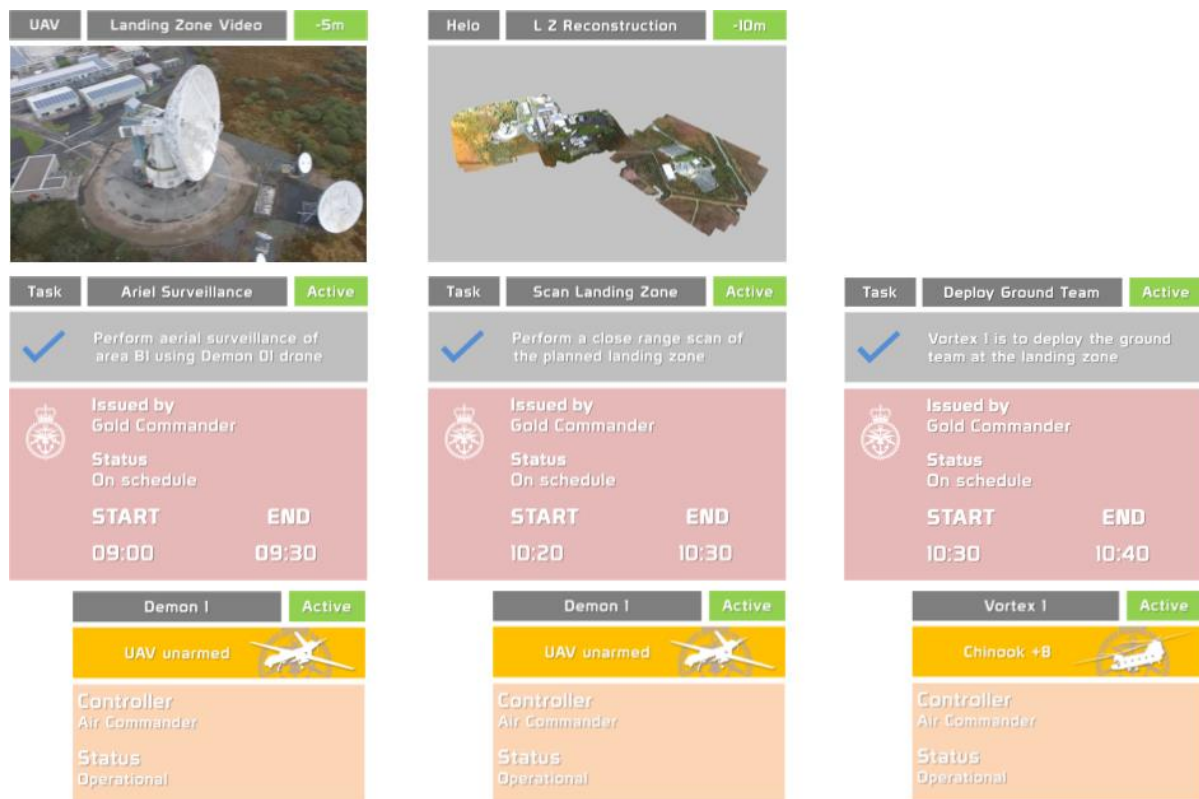 UAV
Landing Zone Video
-5m
Helo
L Z Reconstruction
-10m
Task
Ariel Surveillance
Active
Perform aerial surveillance of
area B1 using Demon 01 drone
Issued by
Gold Commander
Status
On schedule
START END
09:00 09:30
Demon 1
Active
UAV unarmed
Controller
Air Commander
Status
Operational
Task
Scan Landing Zone
Active
Perform a close range scan of
the planned landing zone
Issued by
Gold Commander
Status
On schedule
START END
10:20 10:30
Demon 1
Active
UAV unarmed
Controller
Air Commander
Status
Operational
Task
Deploy Ground Team
Active
Vortex 1 is to deploy the ground
team at the landing zone
Issued by
Gold Commander
Status
On schedule
START END
10:30 10:40
Vortex 1
Active
Chinook +8
Controller
Air Commander
Status
Operational